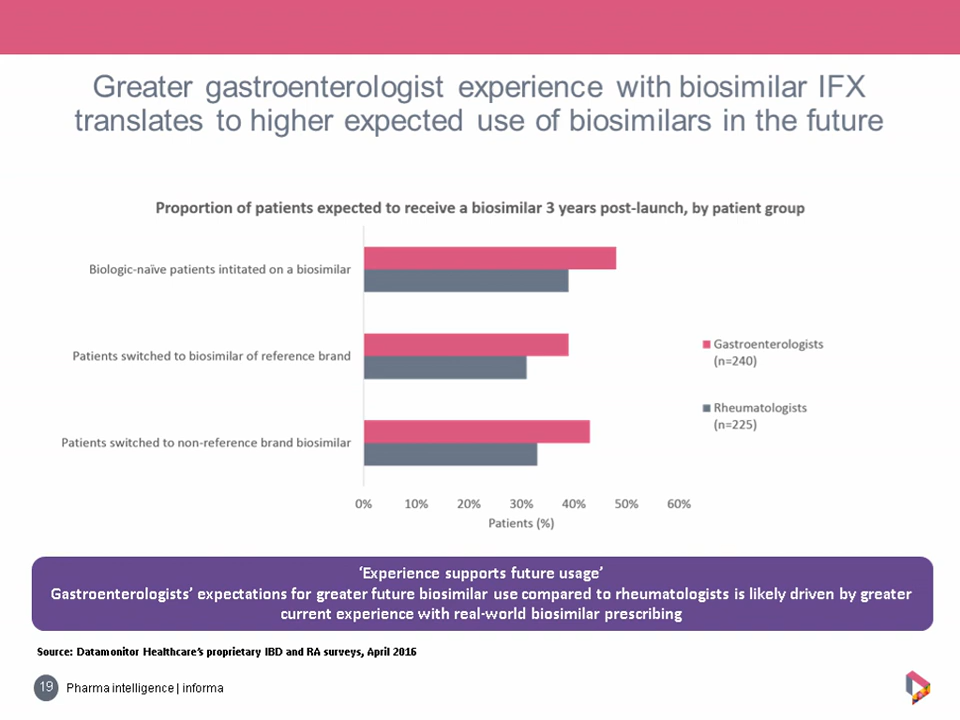 Greater gastroenterologist experience with biosimilar IFX
translates to higher expected use of biosimilars in the future
Proportion of patients expected to receive a biosimilar 3 years post-launch, by patient group
Biologic-naïve patients intitated on a biosimilar
Patients switched to biosimilar of reference brand
Patients switched to non-reference brand biosimilar
Gastroenterologists
(n=240)
Rheumatologists
(n=225)
0% 10% 20% 30% 40% 50% 60%
Patients (%)
‘Experience supports future usage’
Gastroenterologists’ expectations for greater future biosimilar use compared to rheumatologists is likely driven by greater
current experience with real-world biosimilar prescribing
Source: Datamonitor Healthcare’s proprietary IBD and RA surveys, April 2016
19 Pharma intelligence | informa